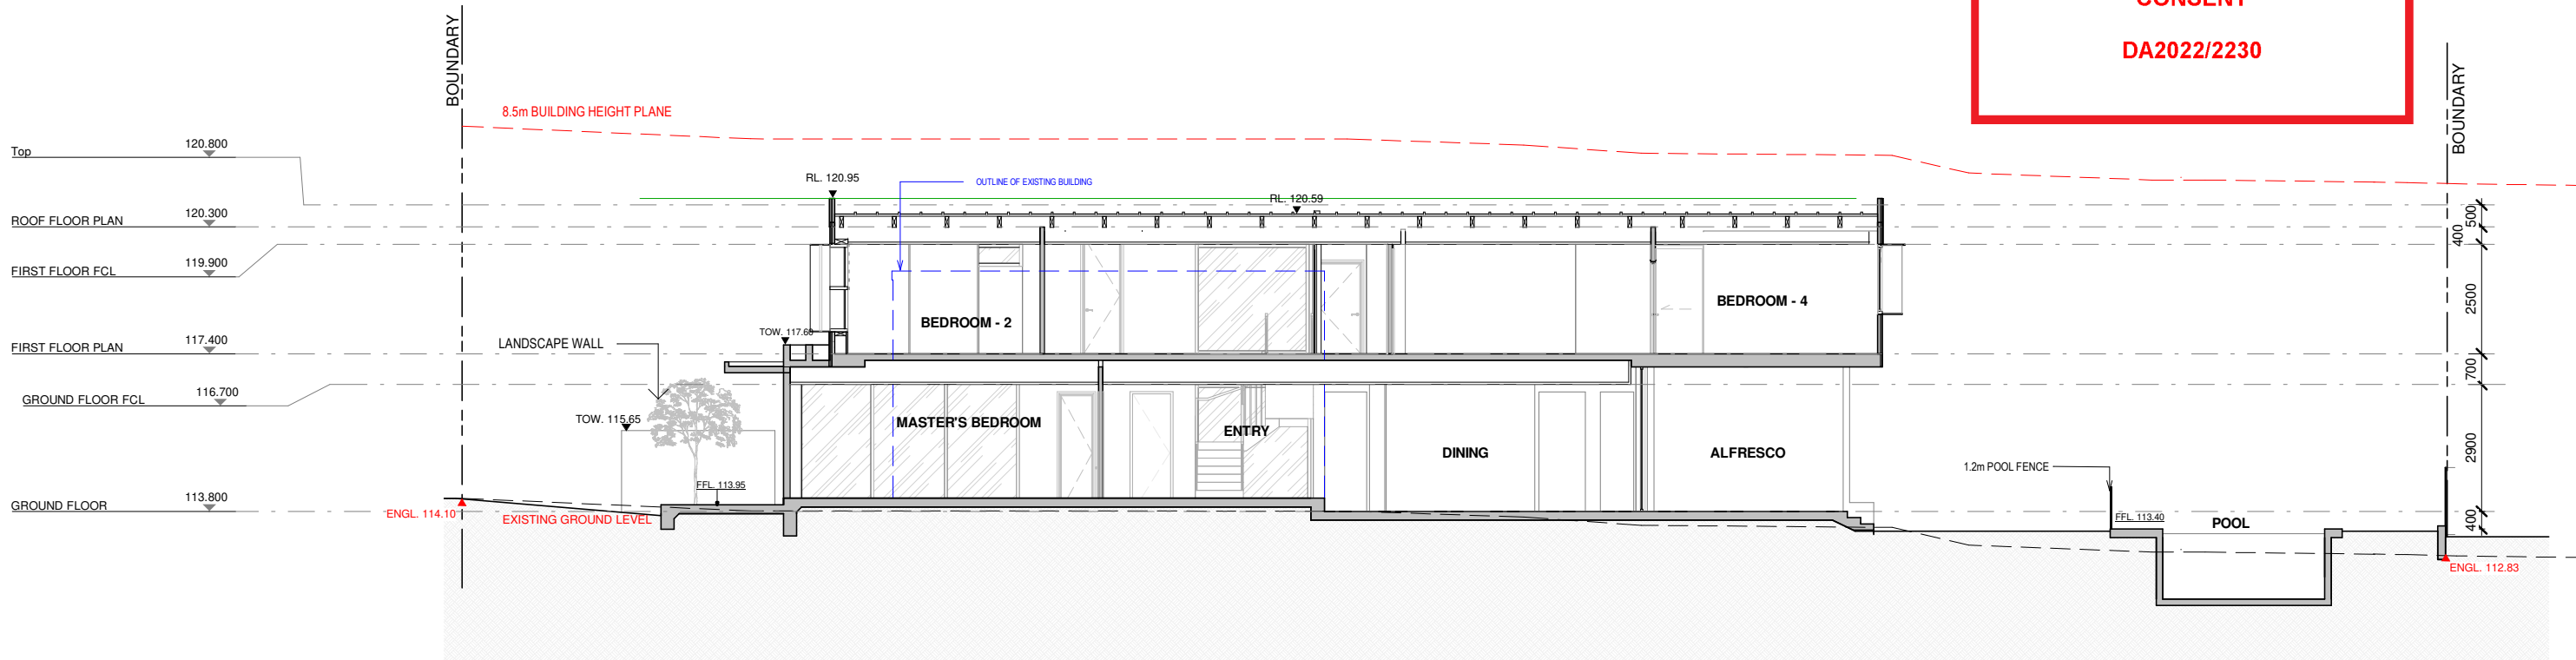 CONSENT
DA2022/2230
BOUNDARY
BOUNDARY
8.5m BUILDING HEIGHT PLANE
Top 120.800
RL. 120.95
OUTLINE OF EXISTING BUILDING
RL. 120.59
ROOF FLOOR PLAN 120.300
500
400
FIRST FLOOR FCL 119.900
2500
BEDROOM - 2
BEDROOM - 4
TOW. 117.60
FIRST FLOOR PLAN 117.400
LANDSCAPE WALL
700
GROUND FLOOR FCL 116.700
TOW. 115.65
MASTER'S BEDROOM
ENTRY
DINING
ALFRESCO
2900
1.2m POOL FENCE
FFL. 113.95
GROUND FLOOR 113.800
ENGL. 114.10
EXISTING GROUND LEVEL
FFL. 113.40
POOL
400
ENGL. 112.83